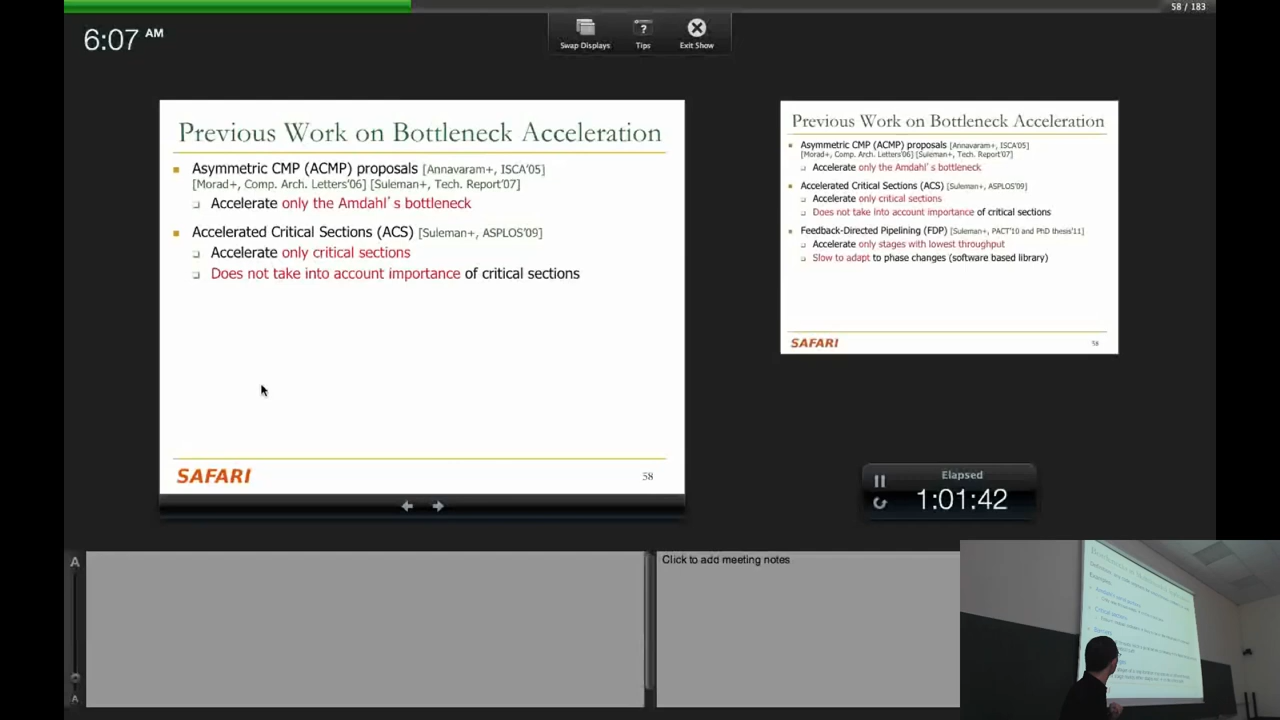 58 / 183
6:07 AM
Swap Displays
Tips
Exit Show
Previous Work on Bottleneck Acceleration
Asymmetric CMP (ACMP) proposals [Annavaram+, ISCA'05]
[Morad+, Comp. Arch. Letters'06] [Suleman+, Tech. Report'07]
Accelerate only the Amdahl's bottleneck
Accelerated Critical Sections (ACS) [Suleman+, ASPLOS'09]
Accelerate only critical sections
Does not take into account importance of critical sections
SAFARI
58
Previous Work on Bottleneck Acceleration
Asymmetric CMP (ACMP) proposals [Annavaram+, ISCA'05]
[Morad+, Comp. Arch. Letters'06] [Suleman+, Tech. Report'07]
Accelerate only the Amdahl's bottleneck
Accelerated Critical Sections (ACS) [Suleman+, ASPLOS'09]
Accelerate only critical sections
Does not take into account importance of critical sections
Feedback-Directed Pipelining (FDP) [Suleman+, PACT'10 and PhD thesis'11]
Accelerate only stages with lowest throughput
Slow to adapt to phase changes (software based library)
SAFARI
58
Elapsed
1:01:42
A
A
Click to add meeting notes